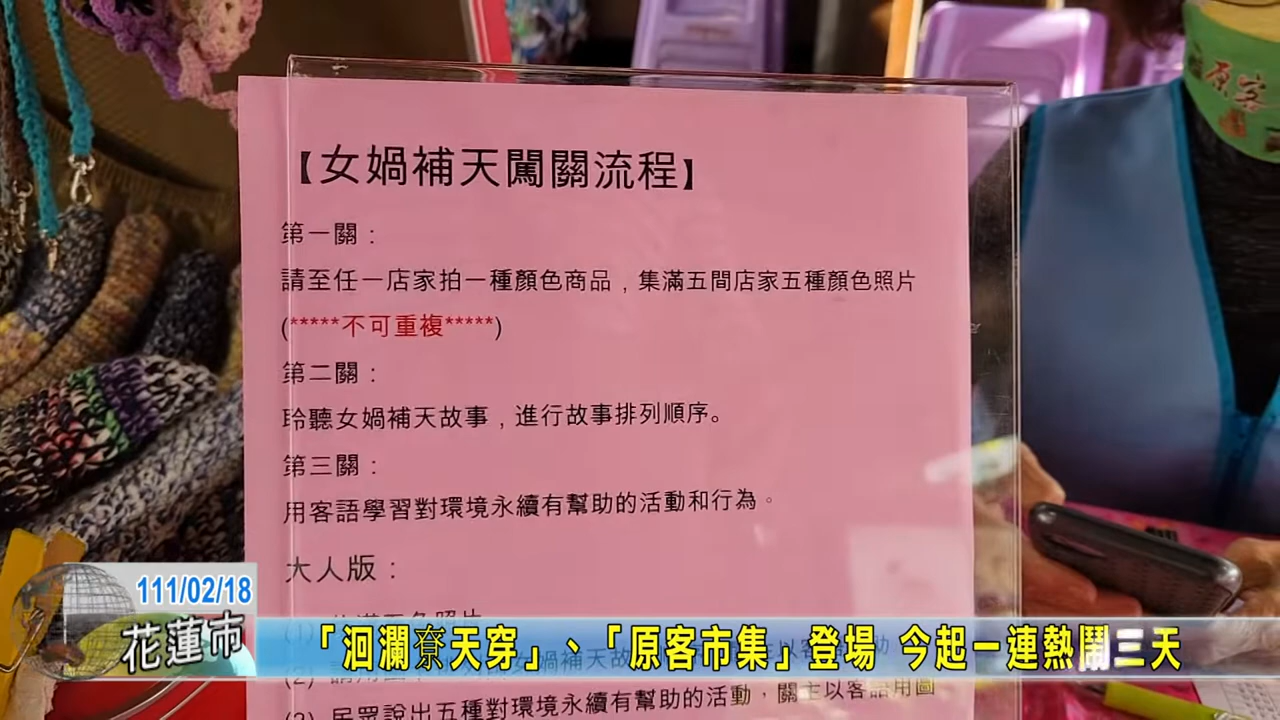 原客
【女媧補天闖關流程】
第一關：
請至任一店家拍一種顏色商品，集滿五間店家五種顏色照片
(*****不可重複*****)
第二關：
聆聽女媧補天故事，進行故事排列順序。
第三關：
用客語學習對環境永續有幫助的活動和行為。
大人版：
111/02/18
花蓮市
「洄瀾尞天穿」、「原客市集」登場 今起一連熱鬧三天
民眾說出五種對環境永續有幫助的活動，關主以客語用圖